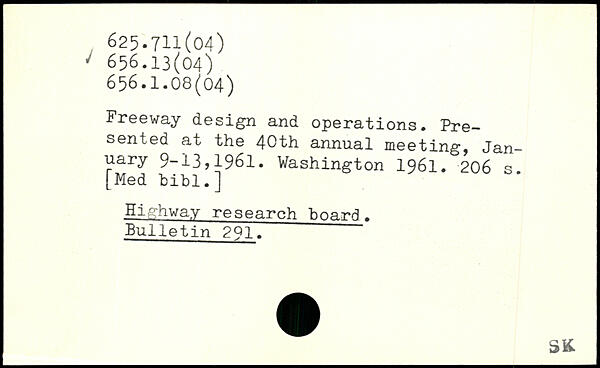 625.711(04)
✓ 656.13(04)
656.1.08(04)
Freeway design and operations. Pre-
sented at the 40th annual meeting, Jan-
uary 9-13,1961. Washington 1961. 206 s.
[Med bibl.]
Highway research board.
Bulletin 291.
SK